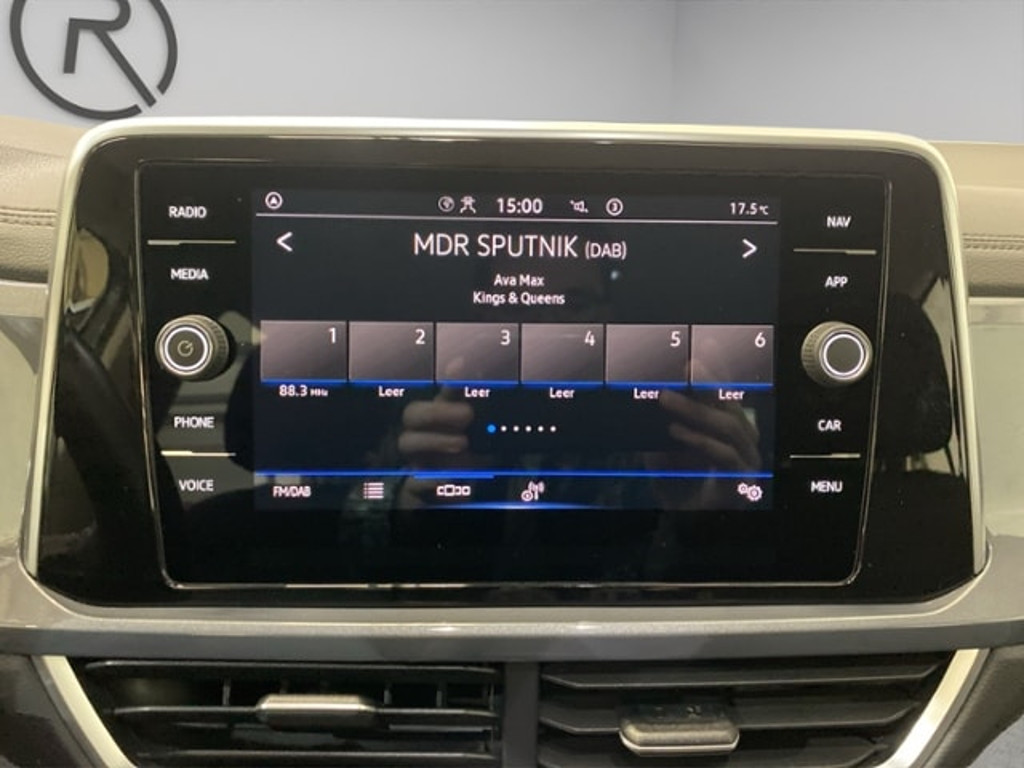 R
RADIO
MEDIA
PHONE
VOICE
15:00
3
17.5°C
< MDR SPUTNIK (DAB) >
Ava Max
Kings & Queens
1 2 3 4 5 6
88.3 MHz Leer Leer Leer Leer Leer
FM/DAB
NAV
APP
CAR
MENU